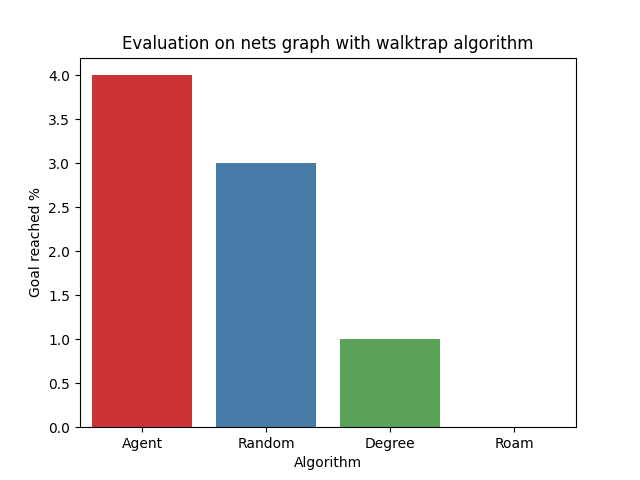 Evaluation on nets graph with walktrap algorithm
Goal reached %
4.0
3.5
3.0
2.5
2.0
1.5
1.0
0.5
0.0
Agent Random Degree Roam
Algorithm